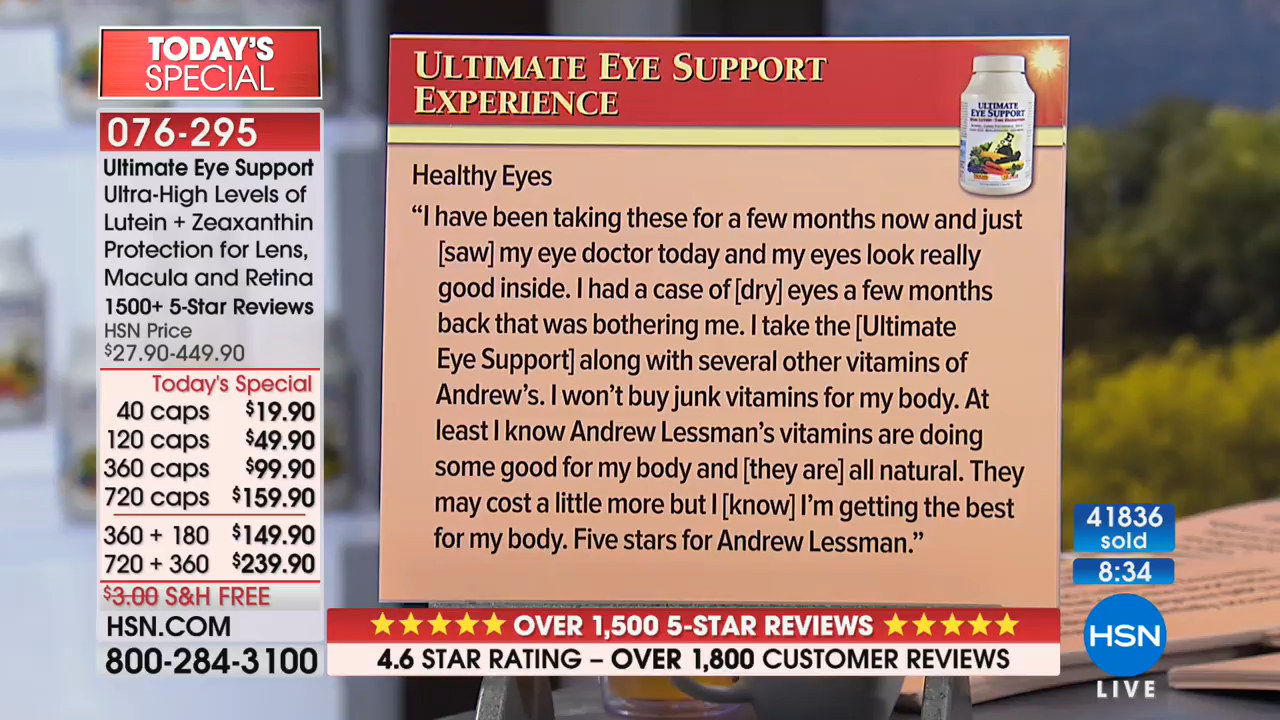 TODAY'S
SPECIAL
076-295
Ultimate Eye Support
Ultra-High Levels of
Lutein + Zeaxanthin
Protection for Lens,
Macula and Retina
1500+ 5-Star Reviews
HSN Price
$27.90-449.90
Today's Special
40 caps $19.90
120 caps $49.90
360 caps $99.90
720 caps $159.90
360 + 180 $149.90
720 + 360 $239.90
$3.00 S&H FREE
HSN.COM
800-284-3100
ULTIMATE EYE SUPPORT
EXPERIENCE
ULTIMATE
EYE SUPPORT
Healthy Eyes
“I have been taking these for a few months now and just
[saw] my eye doctor today and my eyes look really
good inside. I had a case of [dry] eyes a few months
back that was bothering me. I take the [Ultimate
Eye Support] along with several other vitamins of
Andrew's. I won't buy junk vitamins for my body. At
least I know Andrew Lessman's vitamins are doing
some good for my body and [they are] all natural. They
may cost a little more but I [know] I'm getting the best
for my body. Five stars for Andrew Lessman.”
41836
sold
8:34
HSN
LIVE
OVER 1,500 5-STAR REVIEWS
4.6 STAR RATING – OVER 1,800 CUSTOMER REVIEWS